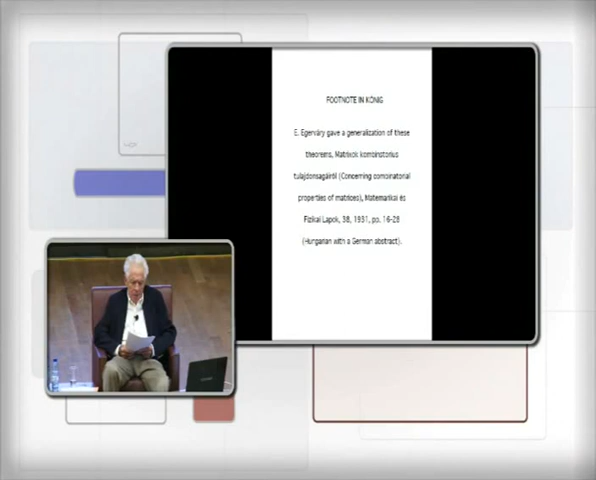 FOOTNOTE IN KÖNIG
E. Egerváry gave a generalization of these
theorems, Matrixok kombinatorius
tulajdonságairól (Concerning combinatorial
properties of matrices), Matematikai és
Fizikai Lapok, 38, 1931, pp. 16-28
(Hungarian with a German abstract).